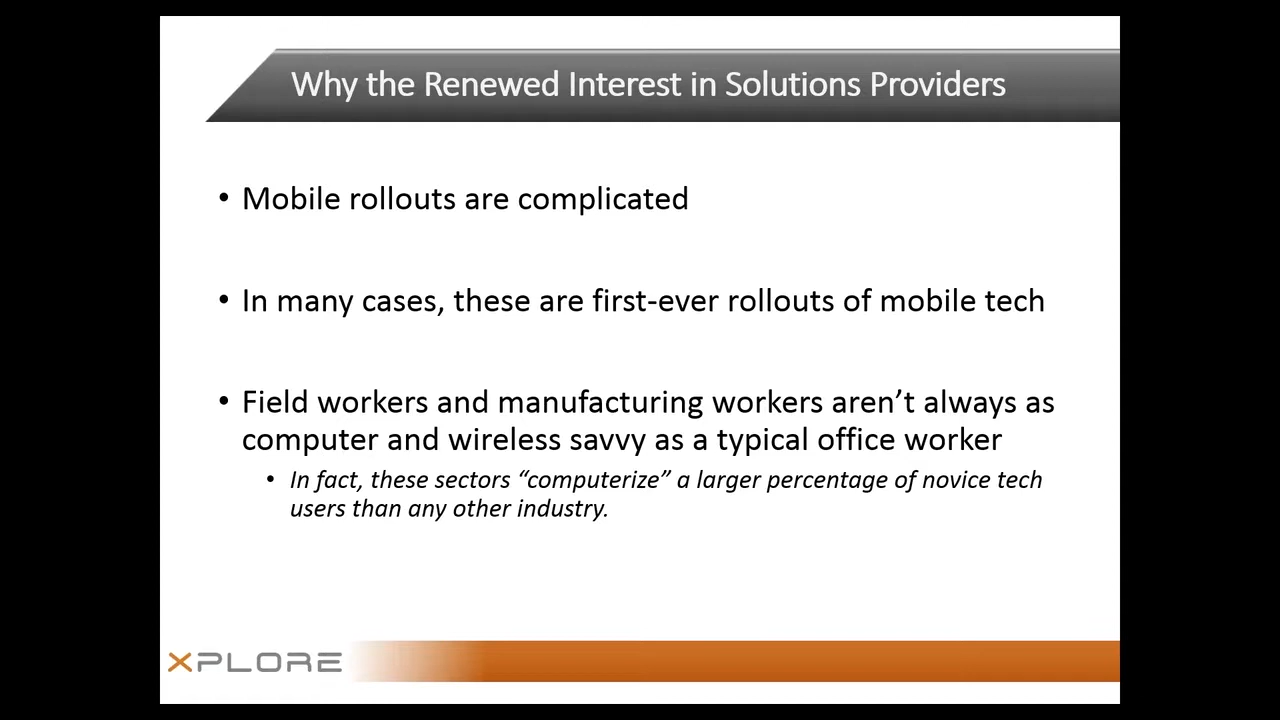 Why the Renewed Interest in Solutions Providers
• Mobile rollouts are complicated
• In many cases, these are first-ever rollouts of mobile tech
• Field workers and manufacturing workers aren’t always as
computer and wireless savvy as a typical office worker
• In fact, these sectors “computerize” a larger percentage of novice tech
users than any other industry.
XPLORE